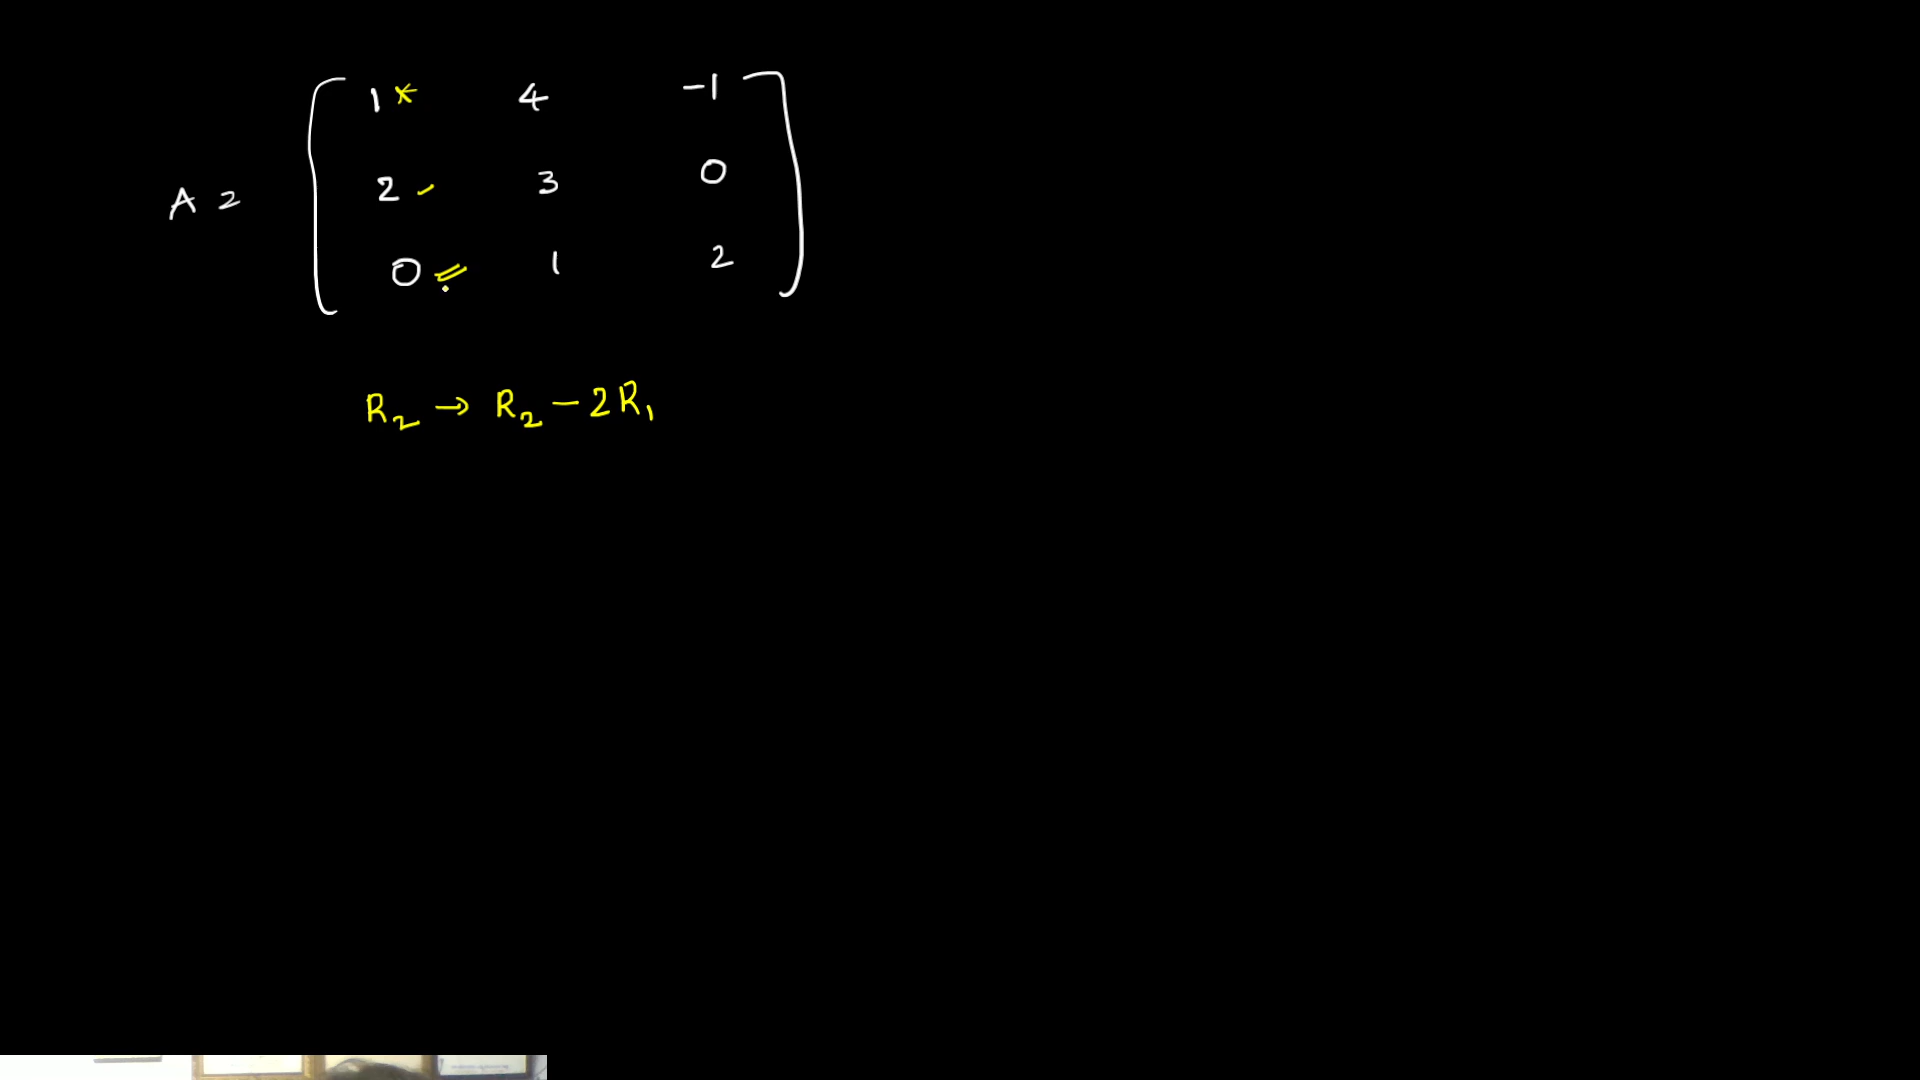 1* 4 -1
A = 2 3 0
0 1 2
R₂ → R₂ - 2R₁